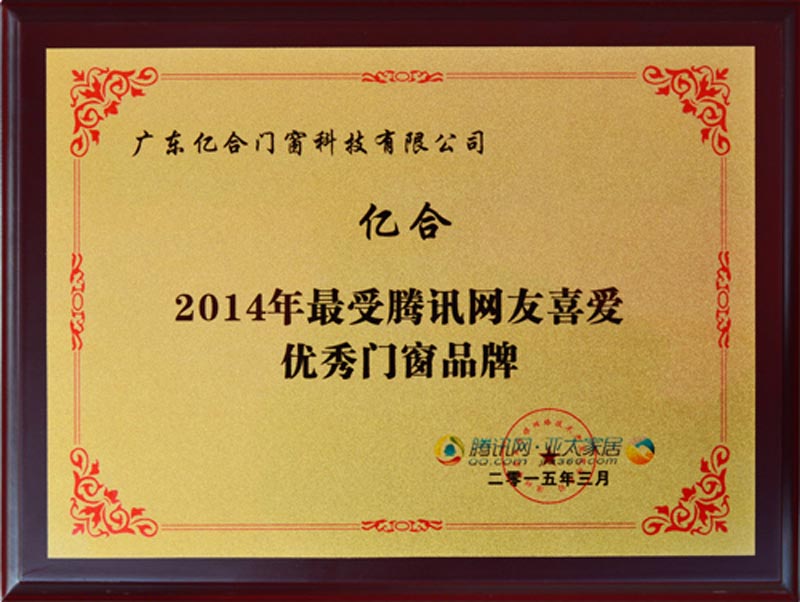 广东亿合门窗科技有限公司
亿合
2014年最受腾讯网友喜爱
优秀门窗品牌
腾讯网·亚太家居
QQ.com
二零一五年三月